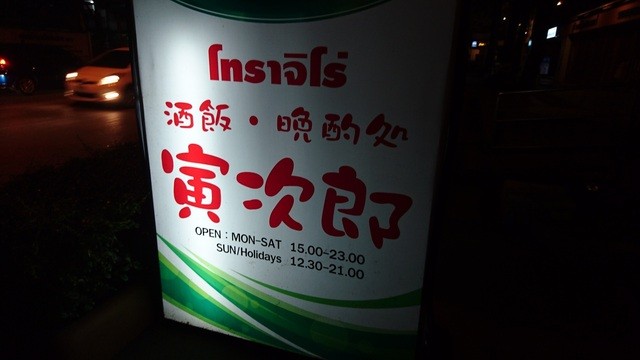 โทราจิโร่
酒飯・晩酌処
寅次郎
OPEN : MON-SAT 15.00-23.00
SUN/Holidays 12.30-21.00